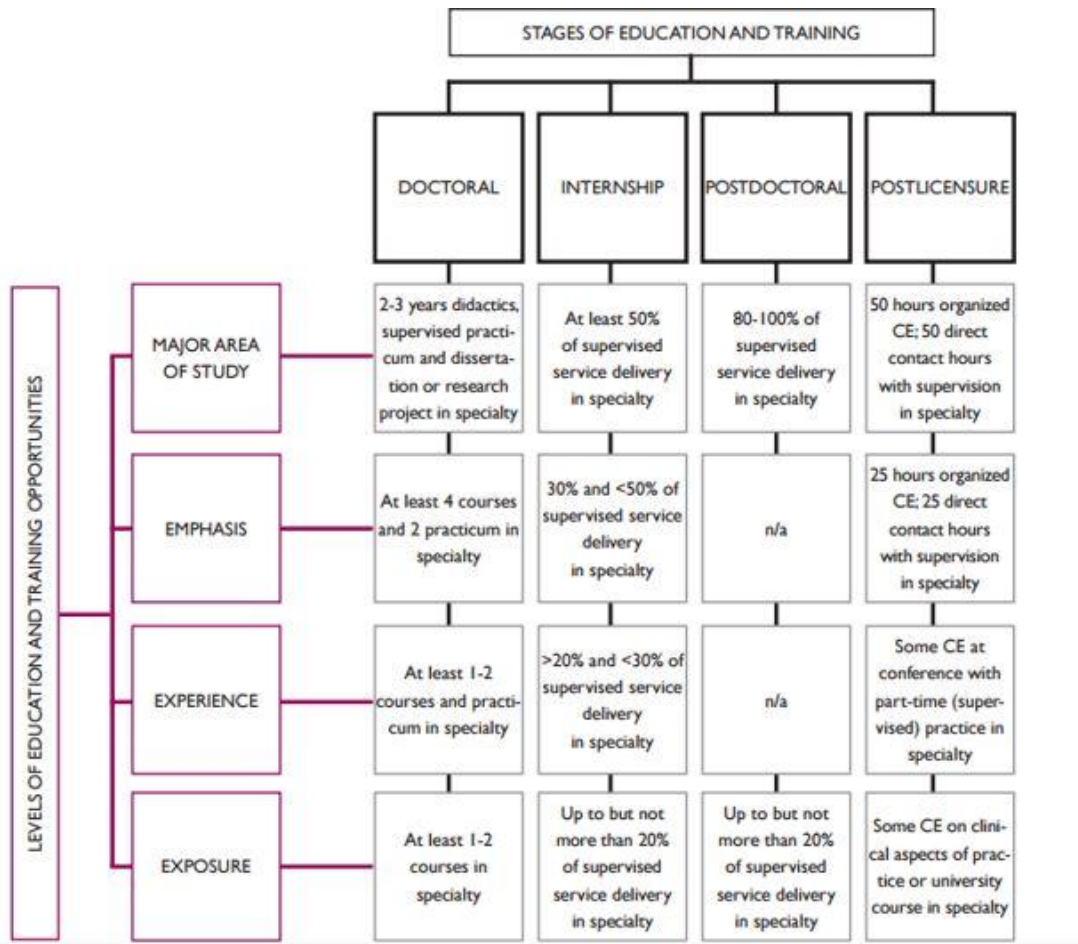 STAGES OF EDUCATION AND TRAINING
DOCTORAL
INTERNSHIP
POSTDOCTORAL
POSTLICENSURE
LEVELS OF EDUCATION AND TRAINING OPPORTUNITIES
MAJOR AREA
OF STUDY
2-3 years didactics,
supervised practi-
cum and disserta-
tion or research
project in specialty
At least 50%
of supervised
service delivery
in specialty
80-100% of
supervised
service delivery
in specialty
50 hours organized
CE; 50 direct
contact hours
with supervision
in specialty
EMPHASIS
At least 4 courses
and 2 practicum in
specialty
30% and <50% of
supervised service
delivery
in specialty
n/a
25 hours organized
CE; 25 direct
contact hours
with supervision
in specialty
EXPERIENCE
At least 1-2
courses and practi-
cum in specialty
>20% and <30% of
supervised service
delivery
in specialty
n/a
Some CE at
conference with
part-time (super-
vised) practice in
specialty
EXPOSURE
At least 1-2
courses in
specialty
Up to but not
more than 20%
of supervised
service delivery
in specialty
Up to but not
more than 20%
of supervised
service delivery
in specialty
Some CE on clini-
cal aspects of prac-
tice or university
course in specialty